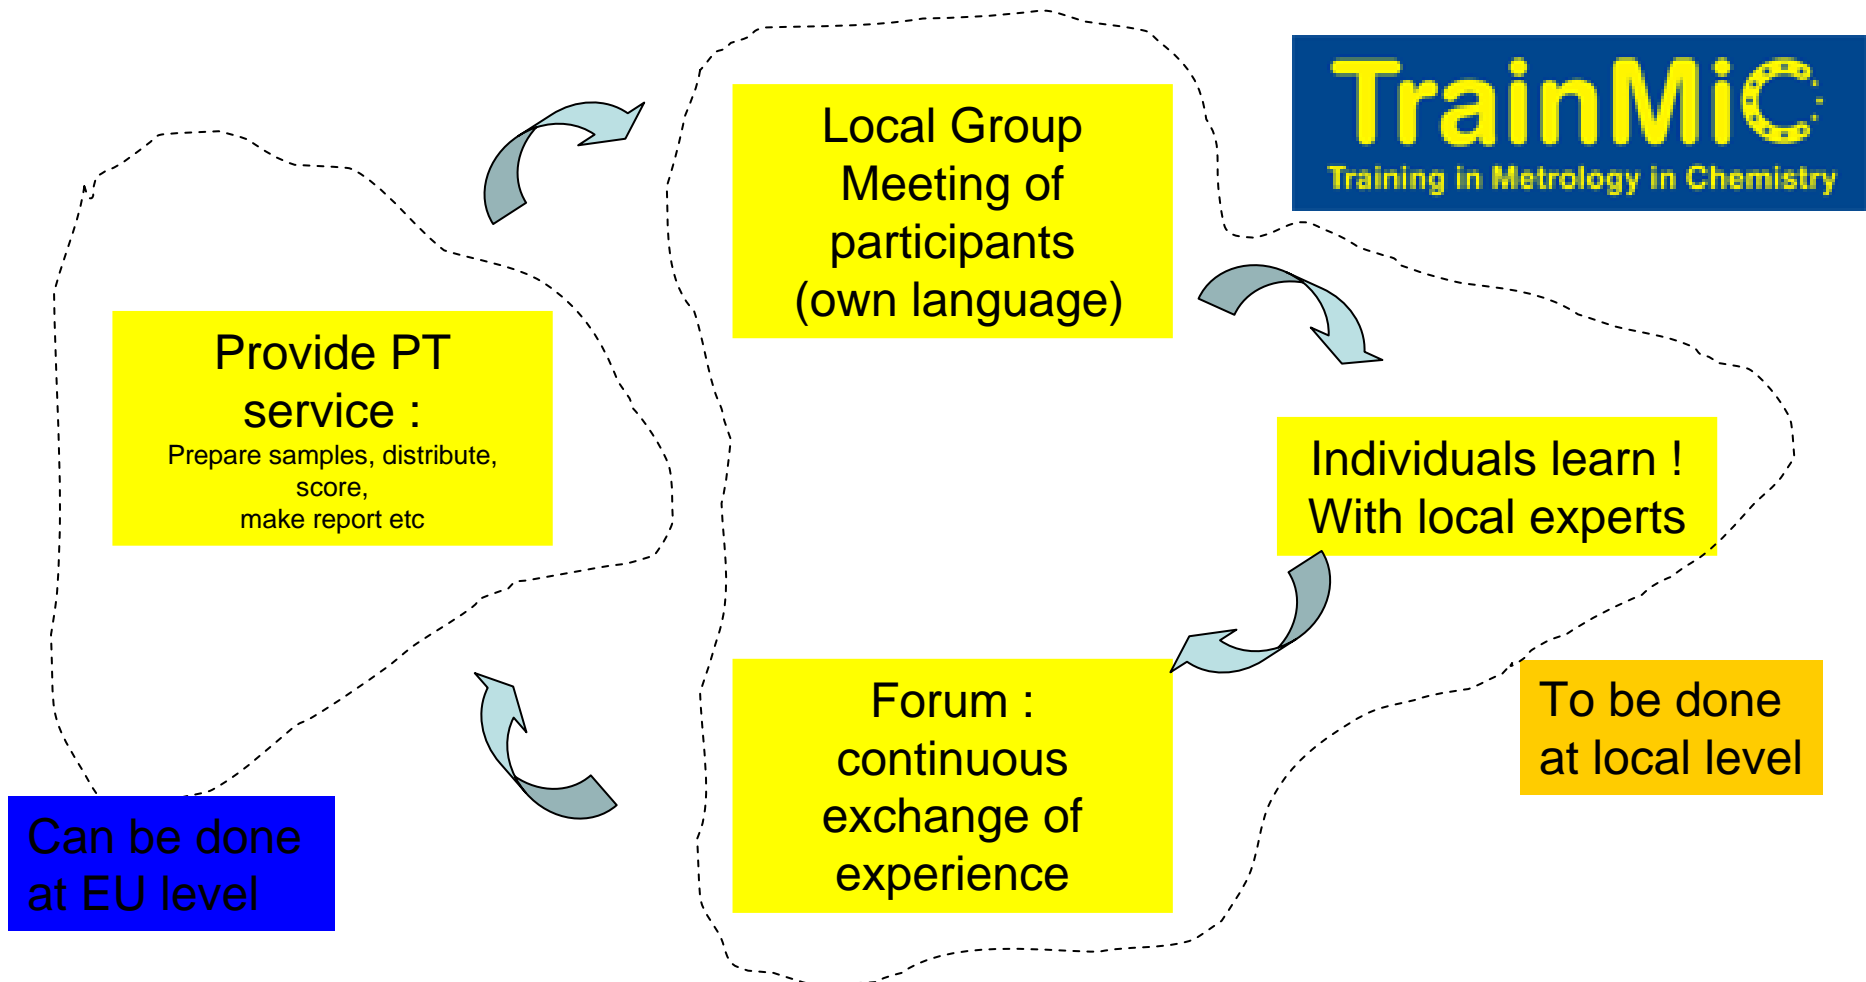 TrainMiC
Training in Metrology in Chemistry
Local Group
Meeting of
participants
(own language)
Provide PT
service :
Prepare samples, distribute,
score,
make report etc
Individuals learn !
With local experts
Forum :
continuous
exchange of
experience
To be done
at local level
Can be done
at EU level